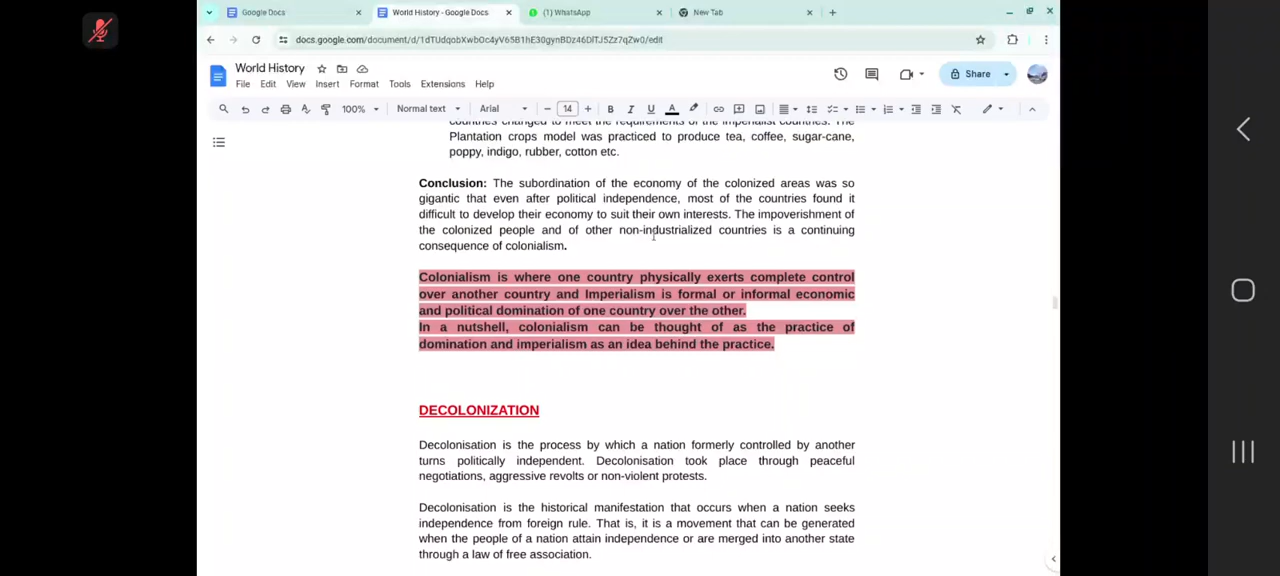 Google Docs
World History - Google Docs
(1) WhatsApp
New Tab
World History
Share
File Edit View Insert Format Tools Extensions Help
100% Normal text Arial 14 B I U A
countries changed to meet the requirements of the imperialist countries. The
Plantation crops model was practiced to produce tea, coffee, sugar-cane,
poppy, indigo, rubber, cotton etc.
Conclusion: The subordination of the economy of the colonized areas was so
gigantic that even after political independence, most of the countries found it
difficult to develop their economy to suit their own interests. The impoverishment of
the colonized people and of other non-industrialized countries is a continuing
consequence of colonialism.
Colonialism is where one country physically exerts complete control
over another country and Imperialism is formal or informal economic
and political domination of one country over the other.
In a nutshell, colonialism can be thought of as the practice of
domination and imperialism as an idea behind the practice.
DECOLONIZATION
Decolonisation is the process by which a nation formerly controlled by another
turns politically independent. Decolonisation took place through peaceful
negotiations, aggressive revolts or non-violent protests.
Decolonisation is the historical manifestation that occurs when a nation seeks
independence from foreign rule. That is, it is a movement that can be generated
when the people of a nation attain independence or are merged into another state
through a law of free association.